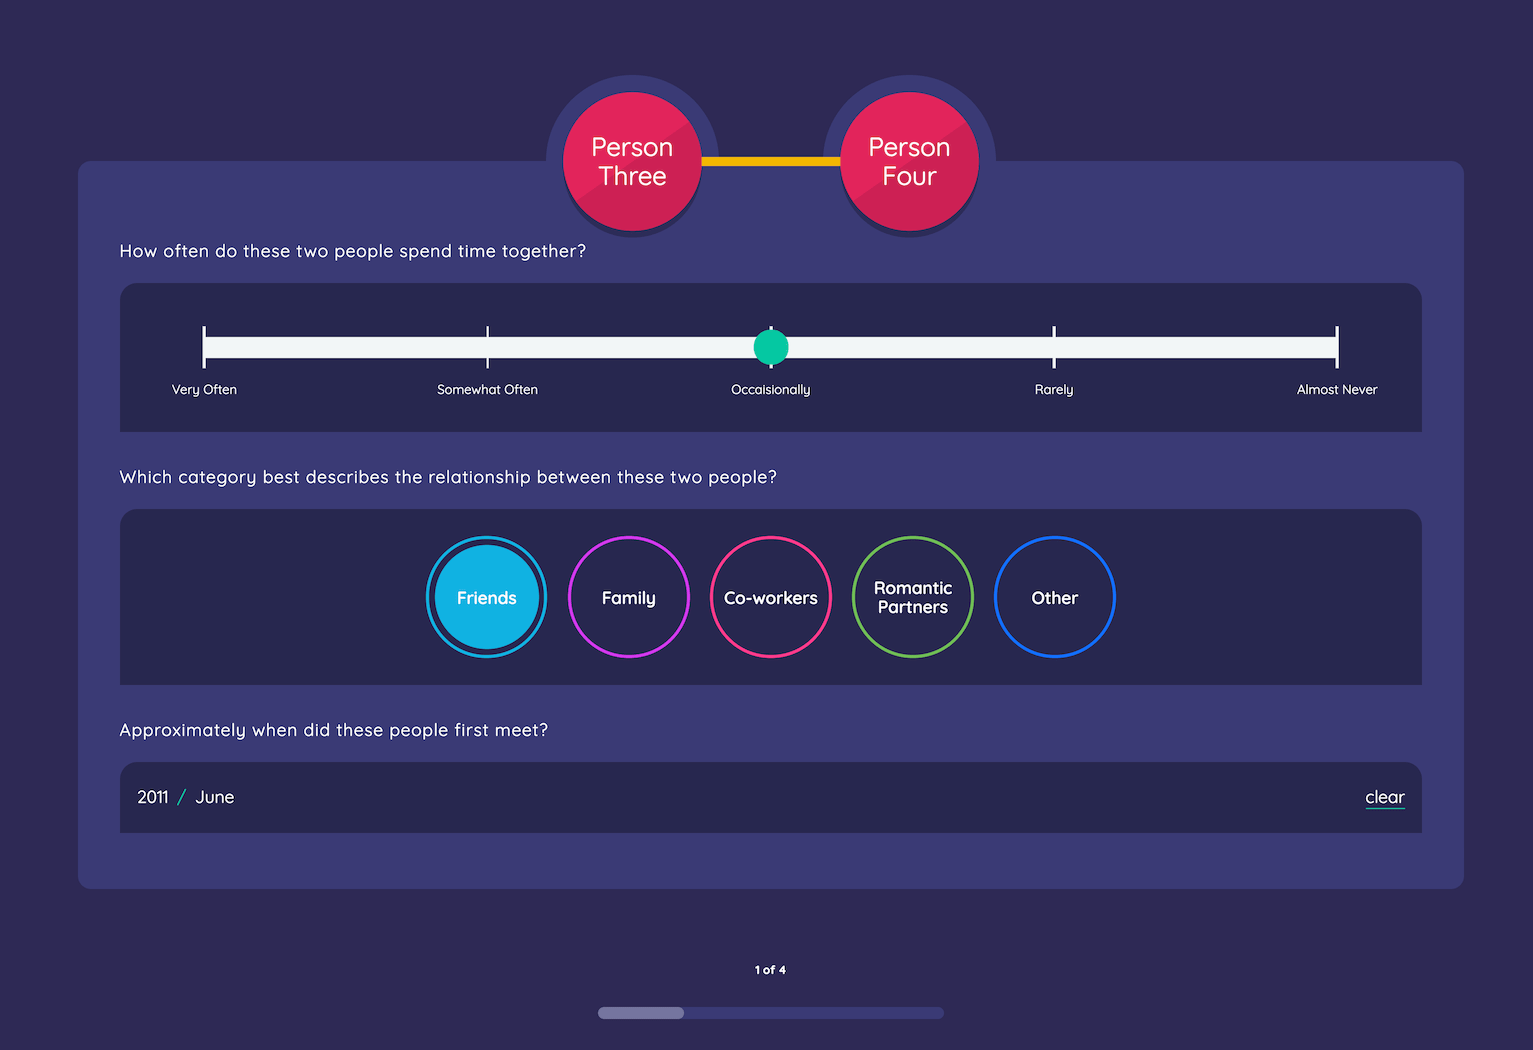 Person
Three
Person
Four
How often do these two people spend time together?
Very Often
Somewhat Often
Occaisionally
Rarely
Almost Never
Which category best describes the relationship between these two people?
Friends
Family
Co-workers
Romantic
Partners
Other
Approximately when did these people first meet?
2011 / June
clear
1 of 4